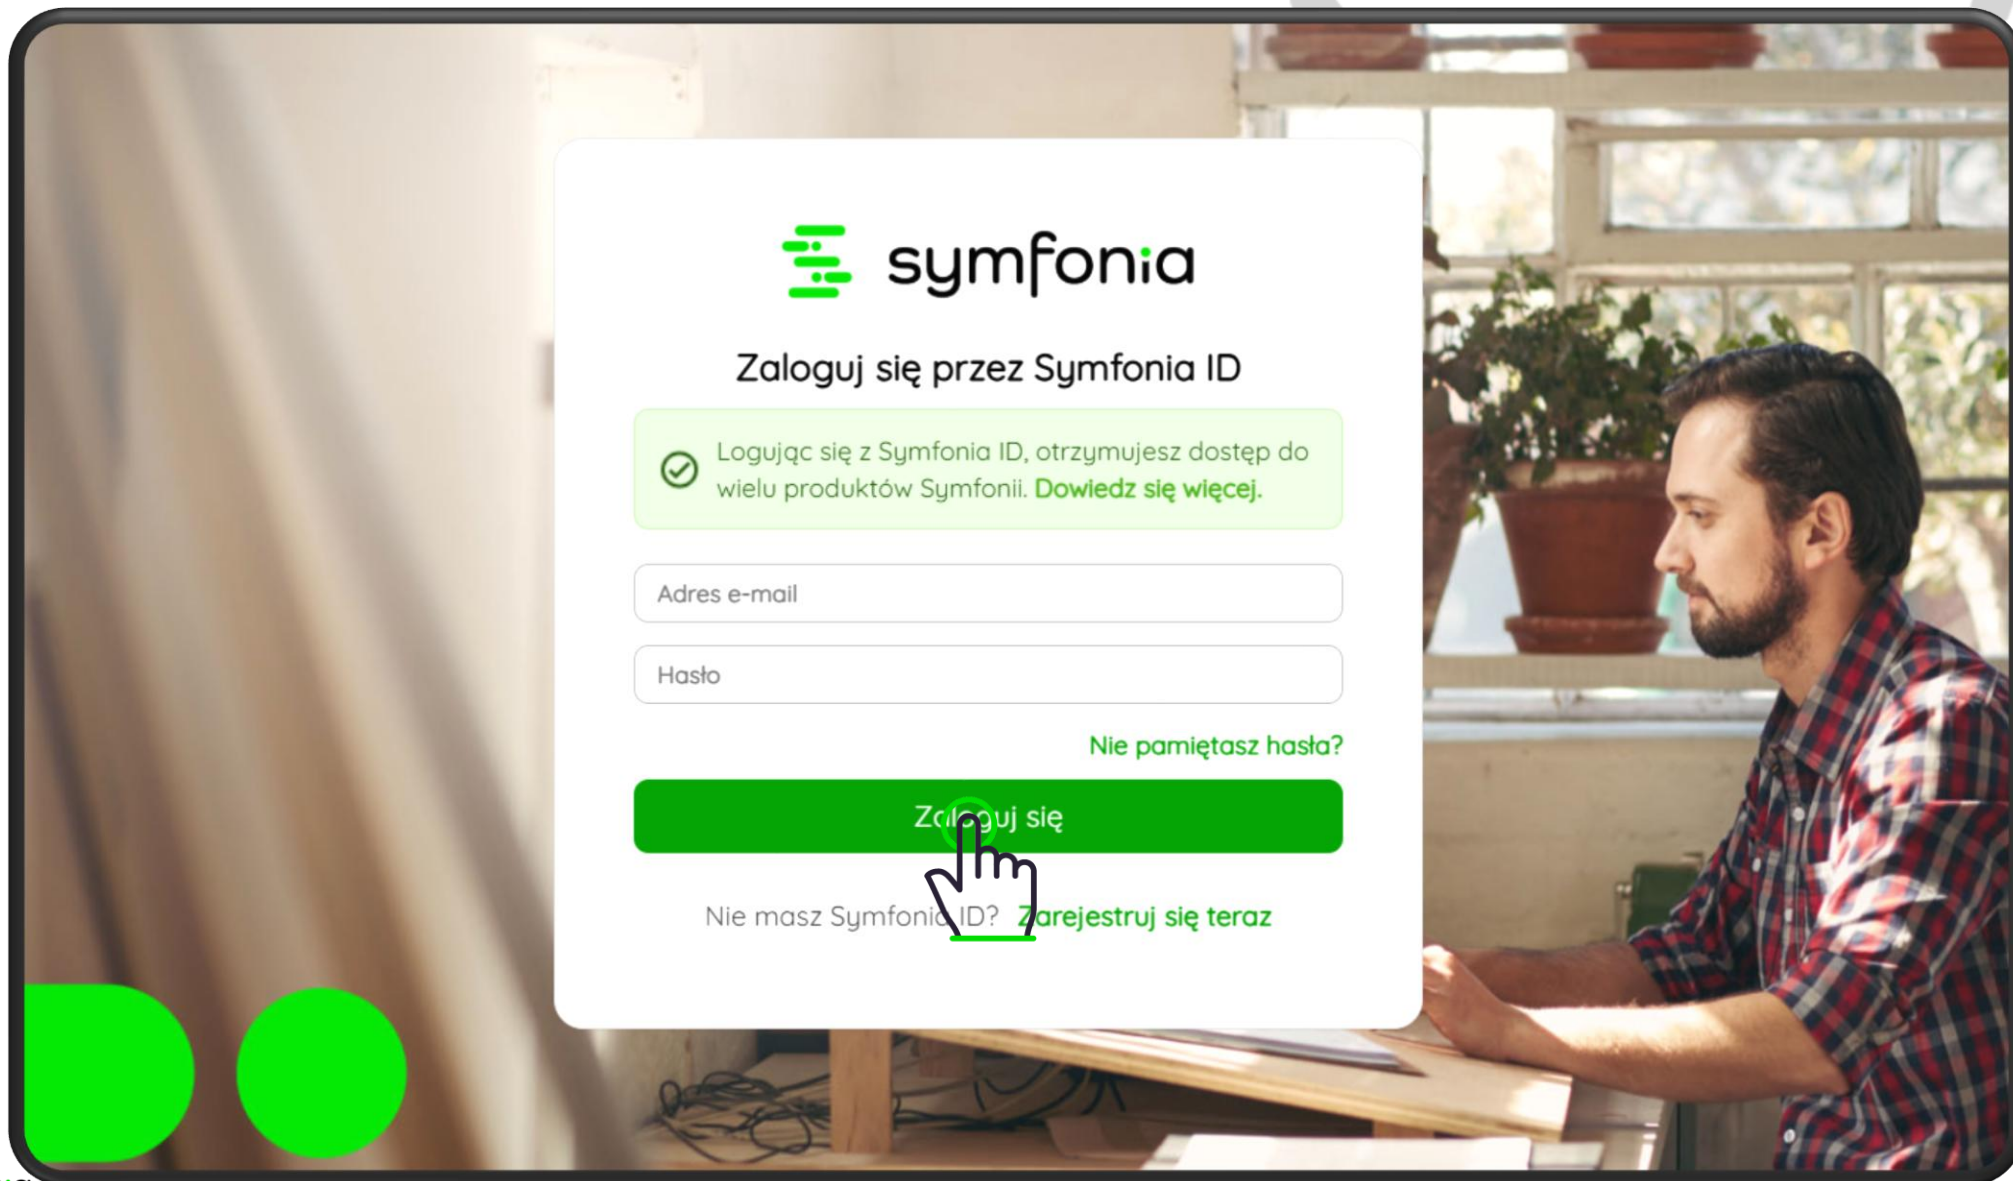 symfonia
Zaloguj się przez Symfonia ID
Logując się z Symfonia ID, otrzymujesz dostęp do
wielu produktów Symfonii. Dowiedz się więcej.
Adres e-mail
Hasło
Nie pamiętasz hasła?
Zaloguj się
Nie masz Symfonia ID? Zarejestruj się teraz